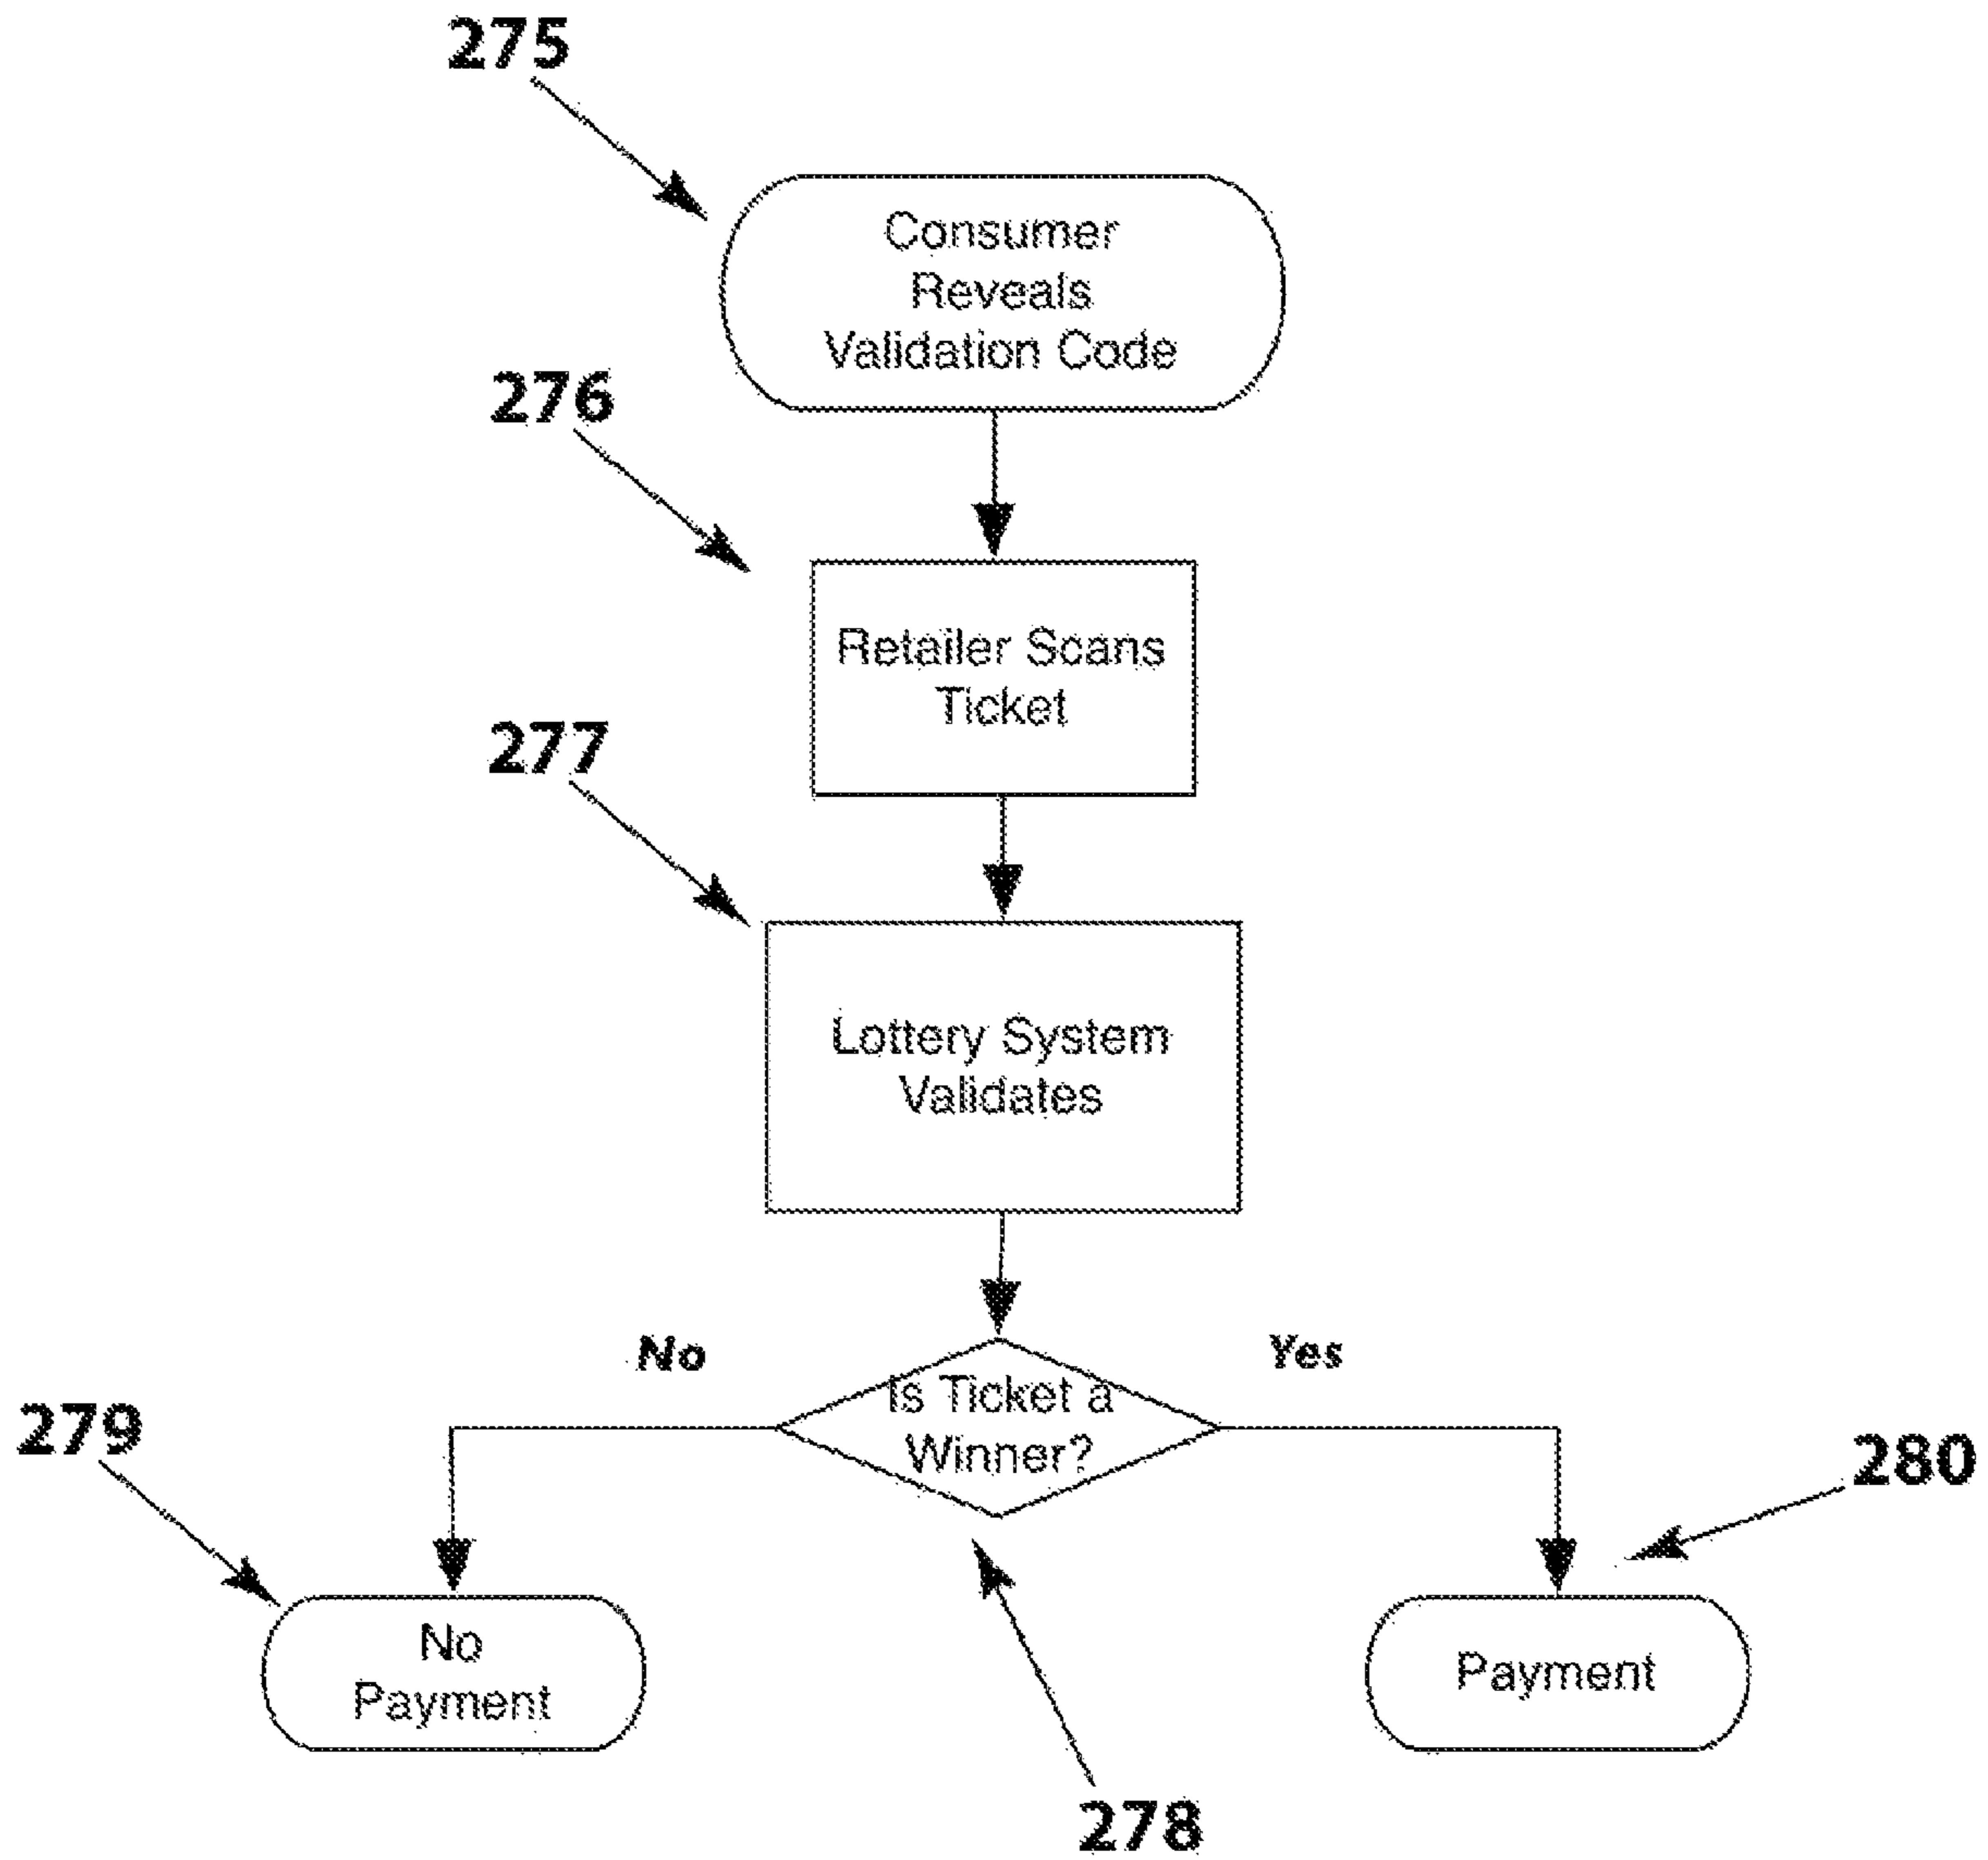 275
Consumer
Reveals
Validation Code
276
Retailer Scans
Ticket
277
Lottery System
Validates
No
Yes
Is Ticket a
Winner?
279
280
No
Payment
Payment
278